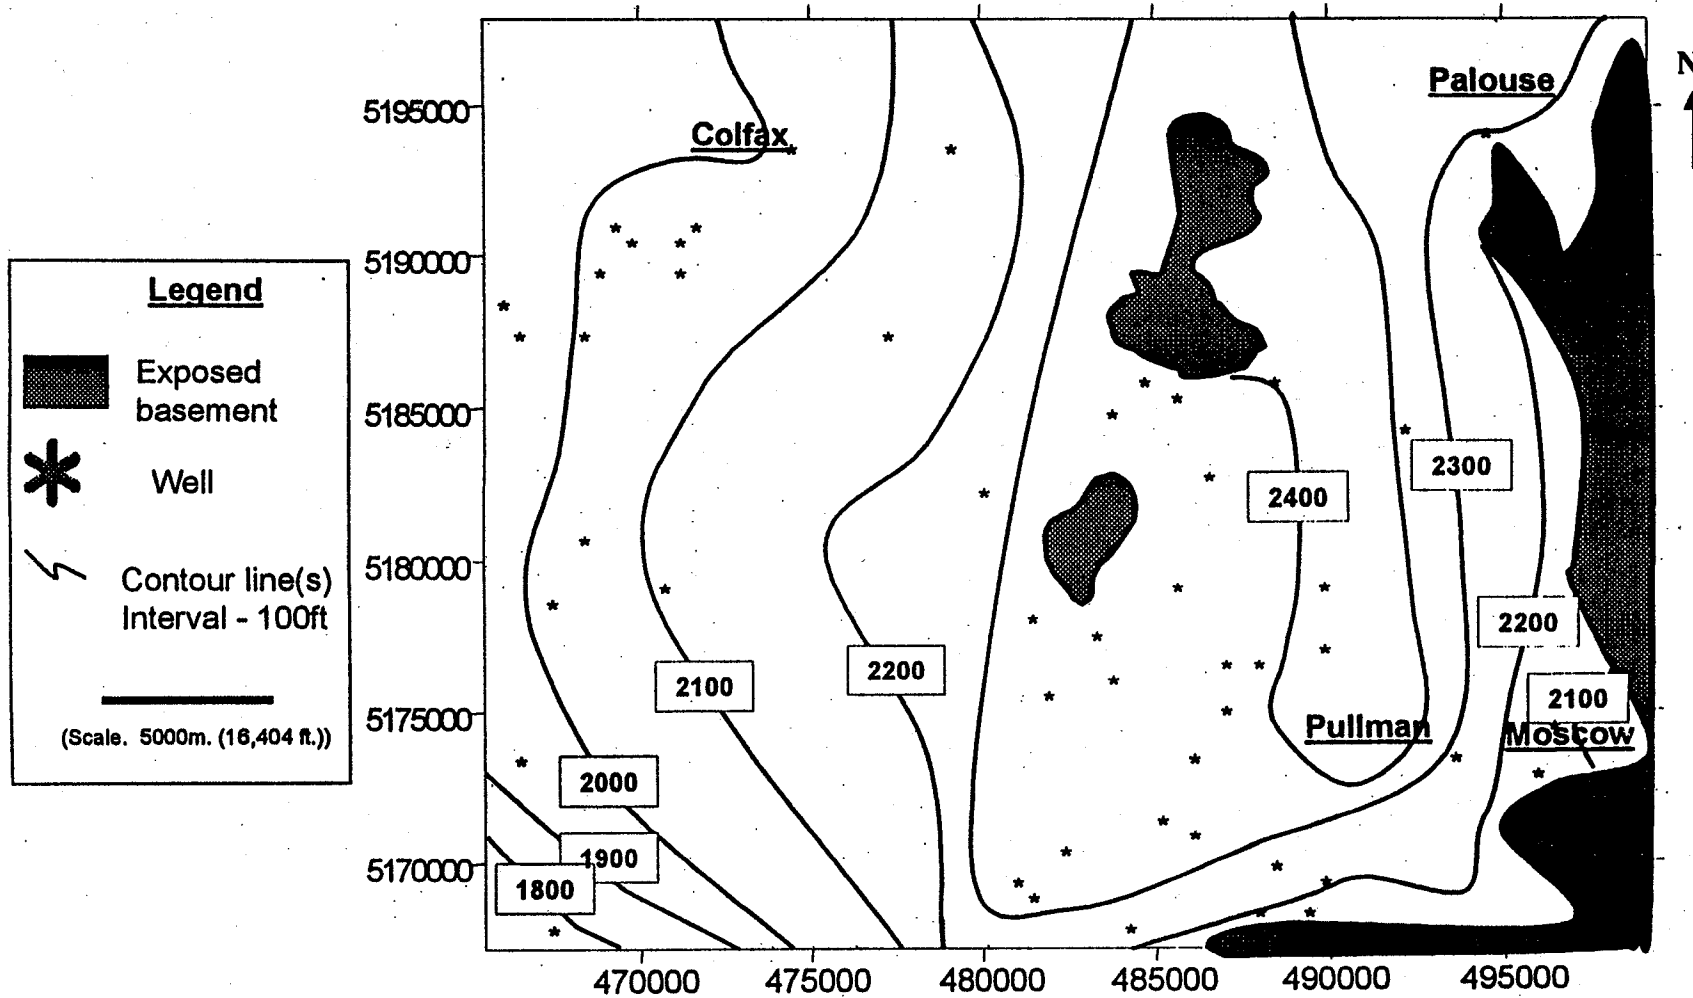 N
Palouse
5195000
Colfax
5190000
Legend
Exposed
basement
5185000
Well
2300
2400
5180000
Contour line(s)
Interval - 100ft
2200
2200
2100
2100
5175000
Pullman
Moscow
(Scale. 5000m. (16,404 ft.))
2000
1900
5170000
1800
470000 475000 480000 485000 490000 495000